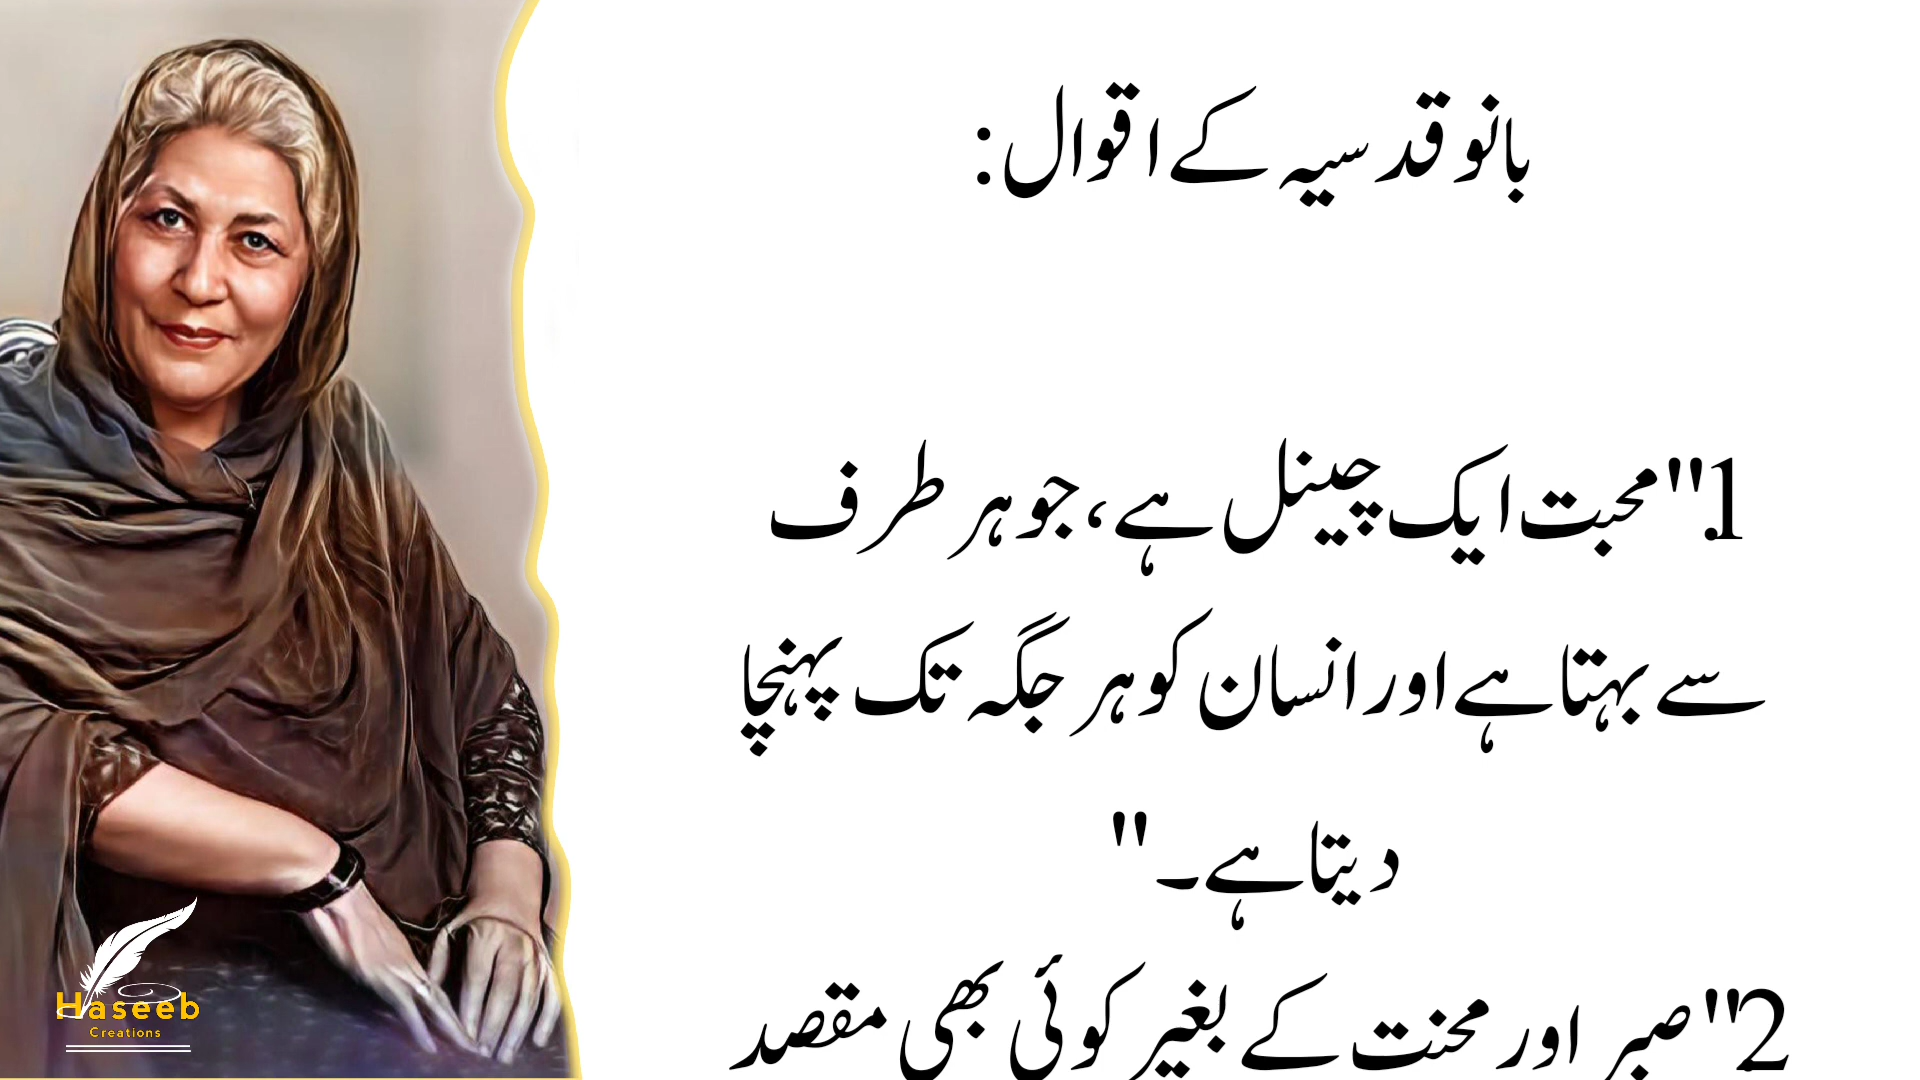 بانو قدسیہ کے اقوال:
1."محبت ایک چینل ہے، جو ہر طرف
سے بہتا ہے اور انسان کو ہر جگہ تک پہنچا
دیتا ہے۔"
2."صبر اور محنت کے بغیر کوئی بھی مقصد
Haseeb
Creations